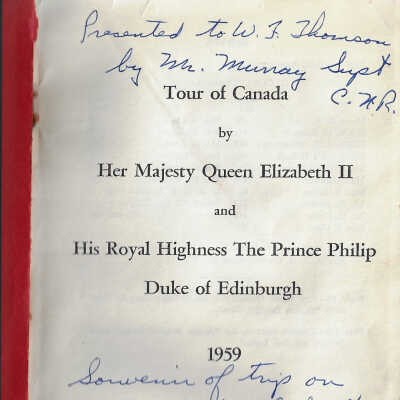 Presented to W. F. Thomson
by Mr. Murray Supt
C.N.R.
Tour of Canada
by
Her Majesty Queen Elizabeth II
and
His Royal Highness The Prince Philip
Duke of Edinburgh
1959
Souvenir of trip on